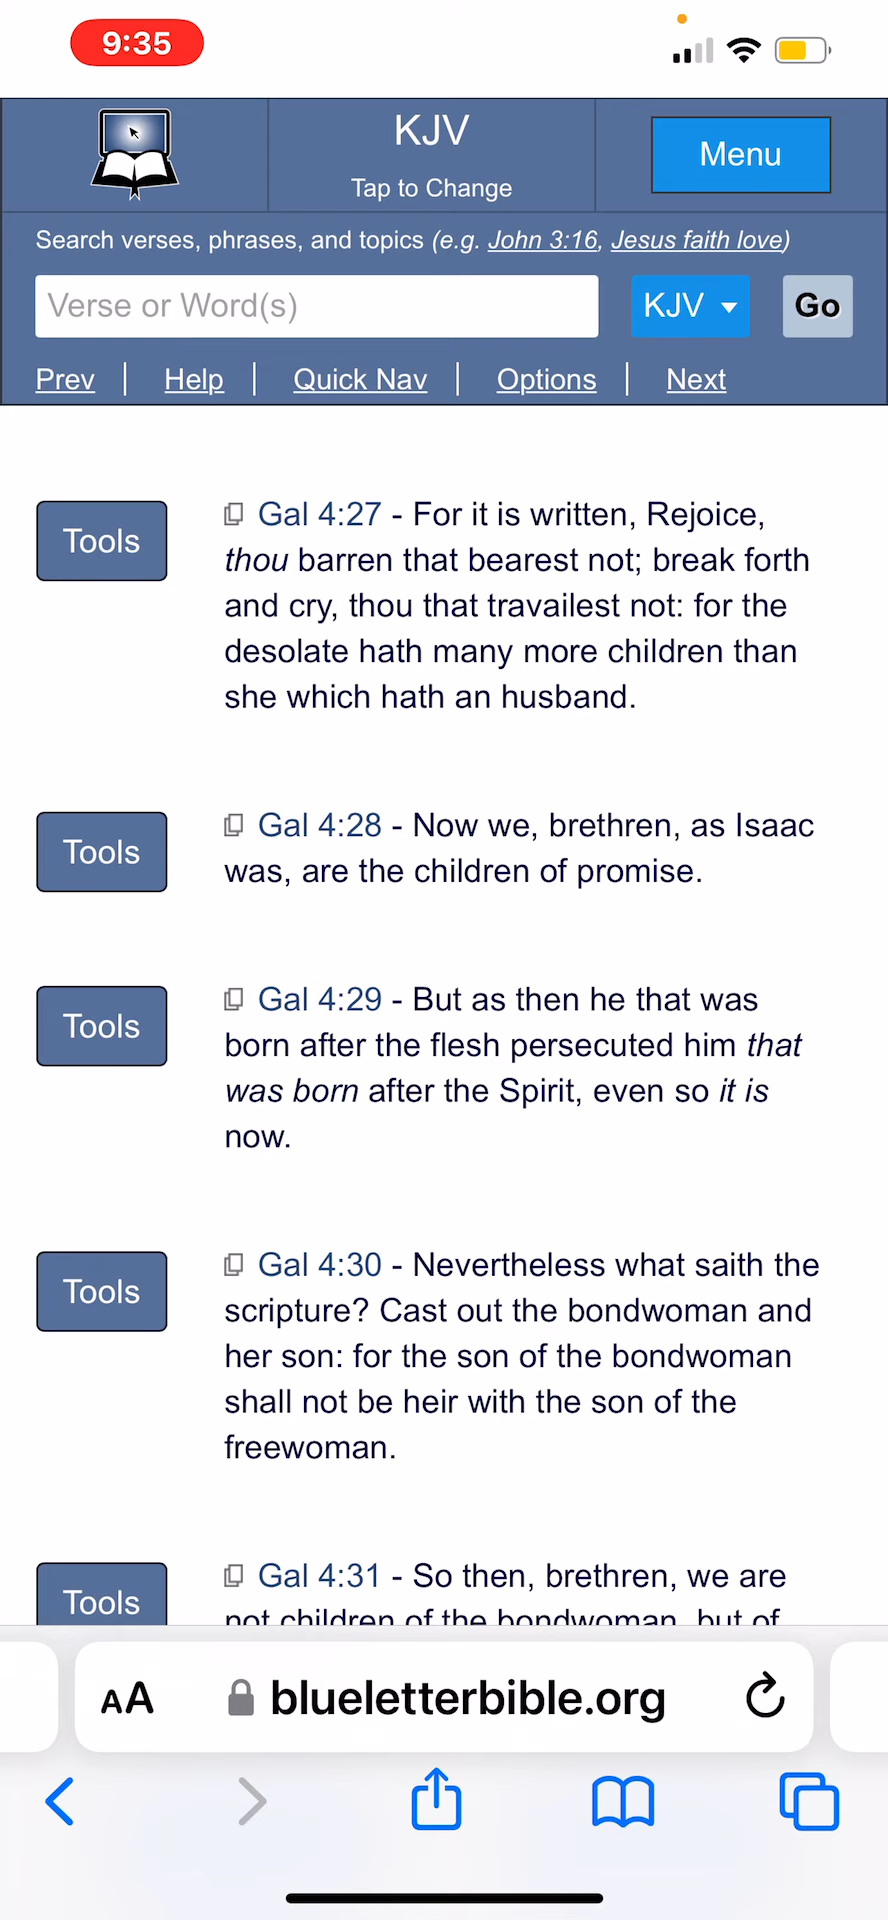 9:35
KJV
Tap to Change
Menu
Search verses, phrases, and topics (e.g. John 3:16, Jesus faith love)
Verse or Word(s)
KJV
Go
Prev | Help | Quick Nav | Options | Next
Tools
Gal 4:27 - For it is written, Rejoice,
thou barren that bearest not; break forth
and cry, thou that travailest not: for the
desolate hath many more children than
she which hath an husband.
Tools
Gal 4:28 - Now we, brethren, as Isaac
was, are the children of promise.
Tools
Gal 4:29 - But as then he that was
born after the flesh persecuted him that
was born after the Spirit, even so it is
now.
Tools
Gal 4:30 - Nevertheless what saith the
scripture? Cast out the bondwoman and
her son: for the son of the bondwoman
shall not be heir with the son of the
freewoman.
Tools
Gal 4:31 - So then, brethren, we are
not children of the bondwoman, but of
AA
blueletterbible.org